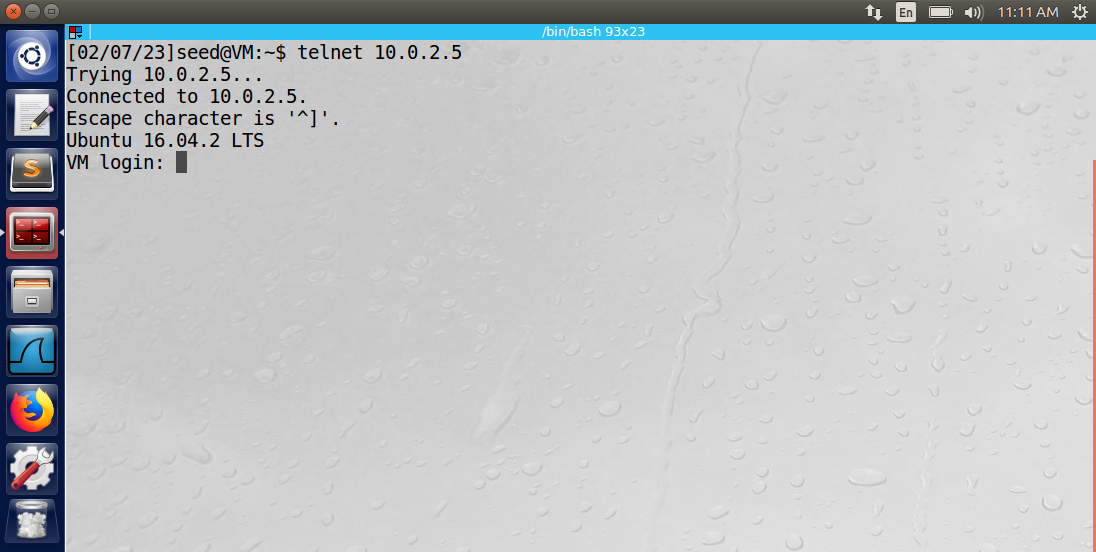 En
11:11 AM
/bin/bash 93x23
[02/07/23]seed@VM:~$ telnet 10.0.2.5
Trying 10.0.2.5...
Connected to 10.0.2.5.
Escape character is '^]'.
Ubuntu 16.04.2 LTS
VM login: